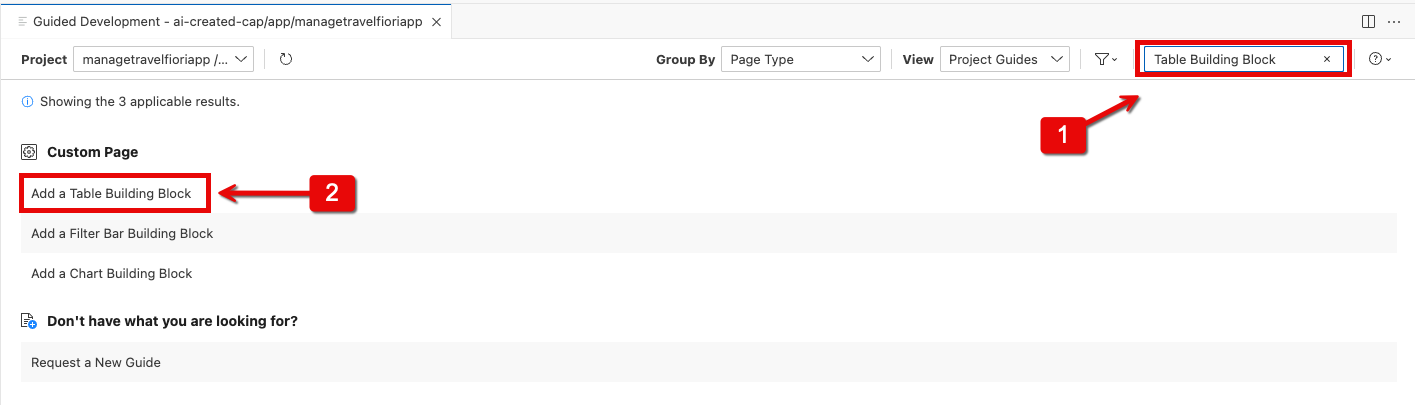 Guided Development - ai-created-cap/app/managetravelfioriapp
Project managetravelfioriapp /... Group By Page Type View Project Guides Table Building Block
Showing the 3 applicable results.
1
Custom Page
Add a Table Building Block
2
Add a Filter Bar Building Block
Add a Chart Building Block
Don't have what you are looking for?
Request a New Guide